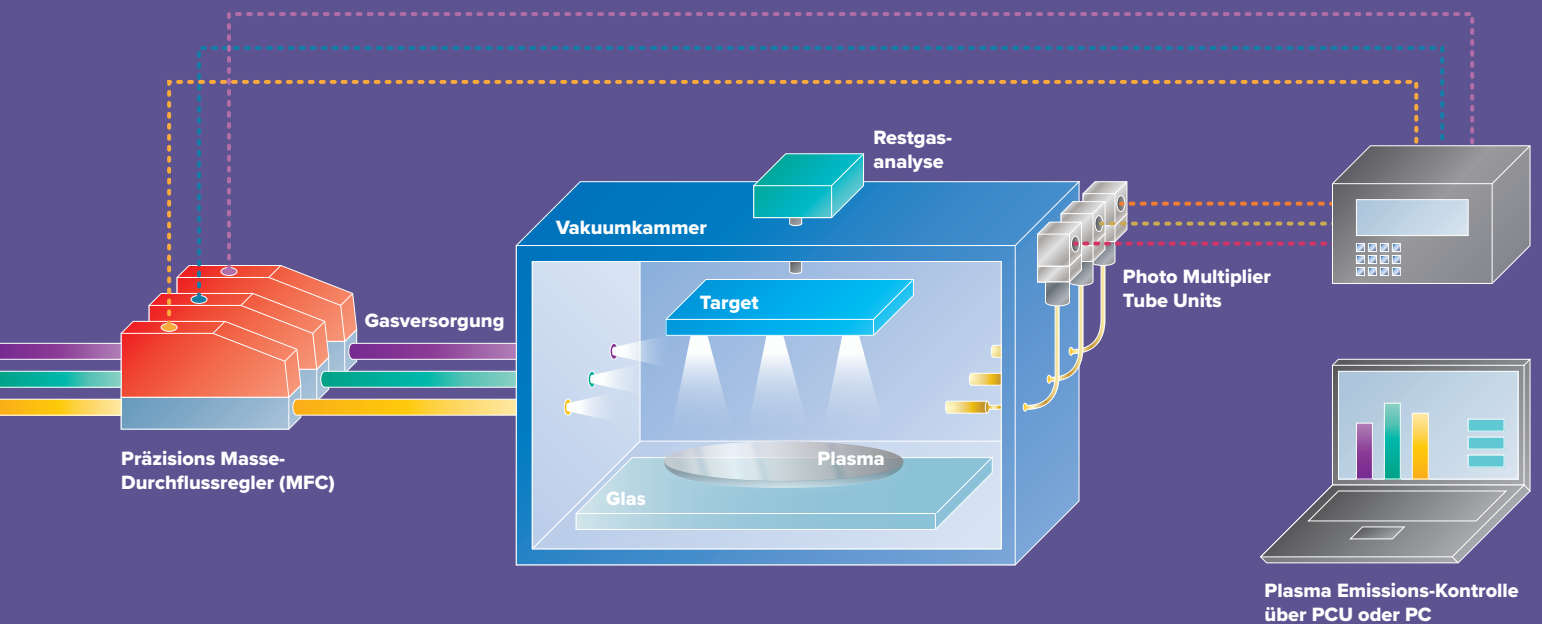 Restgas-
analyse
Vakuumkammer
Photo Multiplier
Tube Units
Target
Gasversorgung
Plasma
Glas
Präzisions Masse-
Durchflussregler (MFC)
Plasma Emissions-Kontrolle
über PCU oder PC